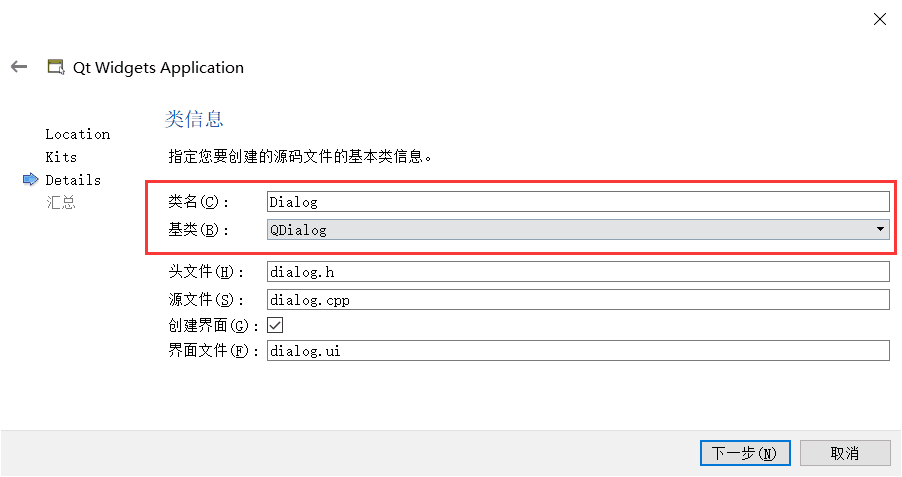 Qt Widgets Application
Location
Kits
Details
汇总
类信息
指定您要创建的源码文件的基本类信息。
类名(C): Dialog
基类(B): QDialog
头文件(H): dialog.h
源文件(S): dialog.cpp
创建界面(G):
界面文件(F): dialog.ui
下一步(N) 取消